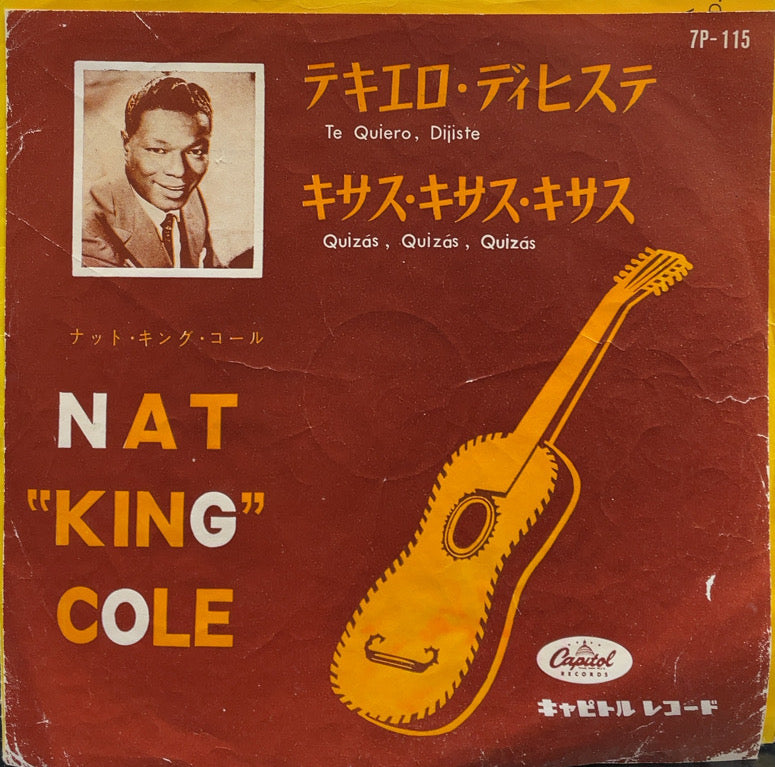 7P-115
テキエロ・ディヒステ
Te Quiero, Dijiste
キサス・キサス・キサス
Quizás, Quizás, Quizás
ナット・キング・コール
NAT
"KING"
COLE
Capitol
RECORDS
キャピトル レコード